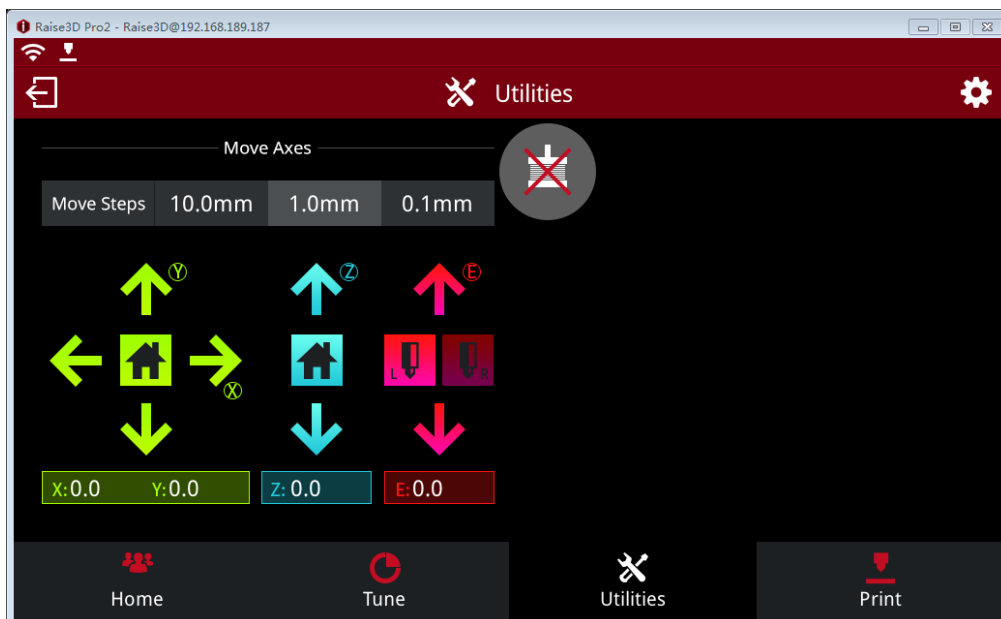 Raise3D Pro2 - Raise3D@192.168.189.187
Utilities
Move Axes
Move Steps 10.0mm 1.0mm 0.1mm
Y Z E
L R
X
X:0.0 Y:0.0 Z:0.0 E:0.0
Home Tune Utilities Print